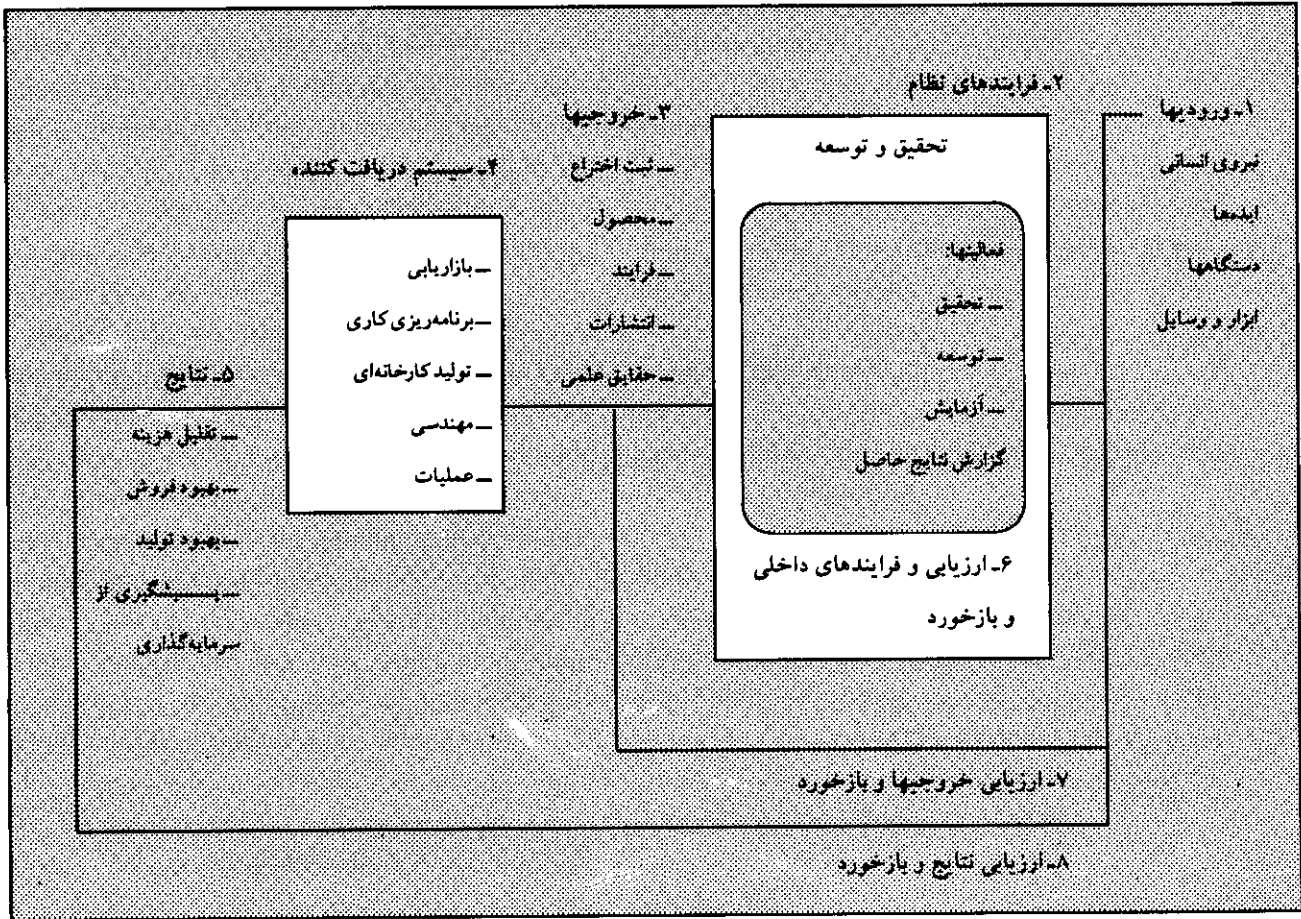 ۱ـ ورودیها
نیروی انسانی
ایده‌ها
دستگاهها
ابزار و وسایل
۲ـ فرایندهای نظام
تحقیق و توسعه
فعالیتها:
ـ تحقیق
ـ توسعه
ـ آزمایش
گزارش نتایج حاصل
۶ـ ارزیابی و فرایندهای داخلی
و بازخورد
۳ـ خروجیها
ـ ثبت اختراع
ـ محصول
ـ فرایند
ـ انتشارات
ـ حقایق علمی
۴ـ سیستم دریافت کننده
ـ بازاریابی
ـ برنامه‌ریزی کاری
ـ تولید کارخانه‌ای
ـ مهندسی
ـ عملیات
۵ـ نتایج
ـ تقلیل هزینه
ـ بهبود فروش
ـ بهبود تولید
ـ پیشگیری از
سرمایه‌گذاری
۷ـ ارزیابی خروجیها و بازخورد
۸ـ ارزیابی نتایج و بازخورد